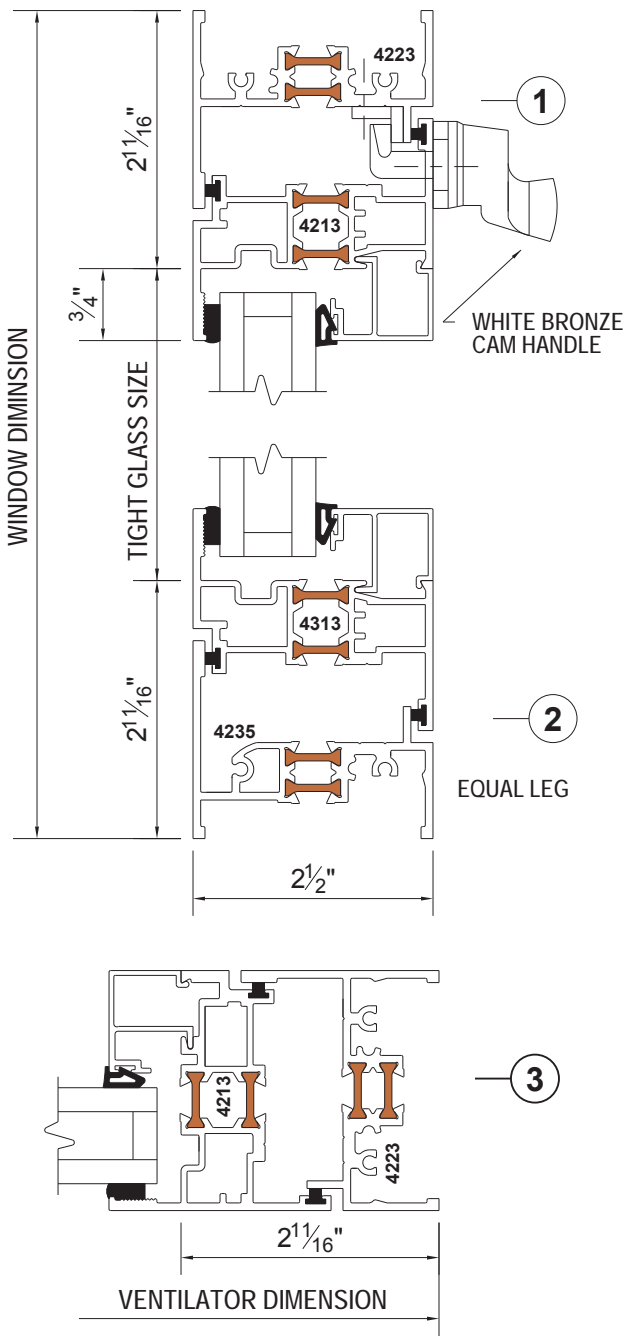 4223
1
2 11/16"
4213
3/4"
WHITE BRONZE
CAM HANDLE
WINDOW DIMINSION
TIGHT GLASS SIZE
4313
2 11/16"
4235
2
EQUAL LEG
2 1/2"
3
4213
4223
2 11/16"
VENTILATOR DIMENSION